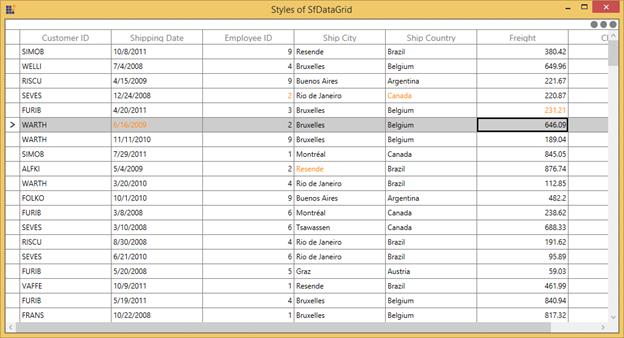 Styles of SfDataGrid
Customer ID Shipping Date Employee ID Ship City Ship Country Freight
SIMOB 10/8/2011 9 Resende Brazil 380.42
WELLI 7/4/2008 4 Bruxelles Belgium 649.96
RISCU 4/15/2009 9 Buenos Aires Argentina 221.67
SEVES 12/24/2008 2 Rio de Janeiro Canada 220.87
FURIB 4/20/2011 3 Bruxelles Belgium 231.21
WARTH 6/16/2009 2 Bruxelles Belgium 646.09
WARTH 11/11/2010 9 Bruxelles Belgium 189.04
SIMOB 7/29/2011 1 Montréal Canada 845.05
ALFKI 5/4/2009 2 Resende Brazil 876.74
WARTH 3/20/2010 4 Rio de Janeiro Brazil 112.85
FOLKO 10/1/2010 9 Buenos Aires Argentina 482.2
FURIB 3/8/2008 6 Montréal Canada 238.62
SEVES 3/10/2008 6 Tsawassen Canada 688.33
RISCU 8/30/2008 4 Rio de Janeiro Brazil 191.62
SEVES 6/21/2010 6 Rio de Janeiro Brazil 95.89
FURIB 5/20/2008 5 Graz Austria 59.03
VAFFE 10/9/2011 1 Resende Brazil 461.99
FURIB 5/19/2011 4 Bruxelles Belgium 840.94
FRANS 10/22/2008 1 Bruxelles Belgium 817.32